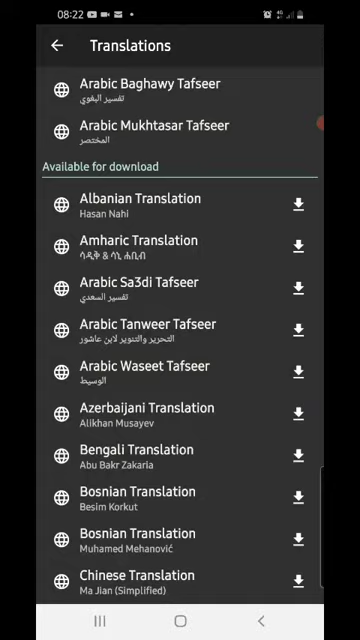 08:22
Translations
Arabic Baghawy Tafseer
تفسير البغوي
Arabic Mukhtasar Tafseer
المختصر
Available for download
Albanian Translation
Hasan Nahi
Amharic Translation
ሳዲቅ & ሳኒ ሐቢብ
Arabic Sa3di Tafseer
تفسير السعدي
Arabic Tanweer Tafseer
التحرير والتنوير لابن عاشور
Arabic Waseet Tafseer
الوسيط
Azerbaijani Translation
Alikhan Musayev
Bengali Translation
Abu Bakr Zakaria
Bosnian Translation
Besim Korkut
Bosnian Translation
Muhamed Mehanović
Chinese Translation
Ma Jian (Simplified)